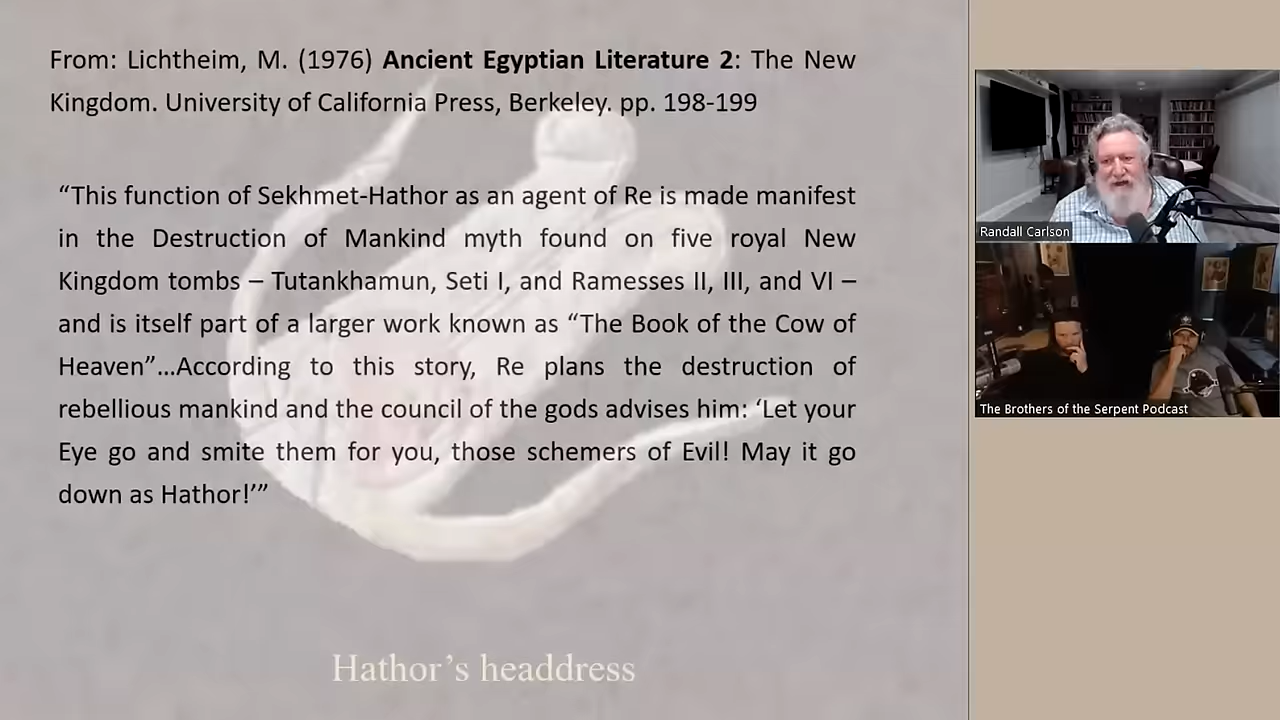 From: Lichtheim, M. (1976) Ancient Egyptian Literature 2: The New
Kingdom. University of California Press, Berkeley. pp. 198-199
“This function of Sekhmet-Hathor as an agent of Re is made manifest
in the Destruction of Mankind myth found on five royal New
Kingdom tombs – Tutankhamun, Seti I, and Ramesses II, III, and VI –
and is itself part of a larger work known as “The Book of the Cow of
Heaven”…According to this story, Re plans the destruction of
rebellious mankind and the council of the gods advises him: ‘Let your
Eye go and smite them for you, those schemers of Evil! May it go
down as Hathor!’”
Hathor’s headdress
Randall Carlson
The Brothers of the Serpent Podcast